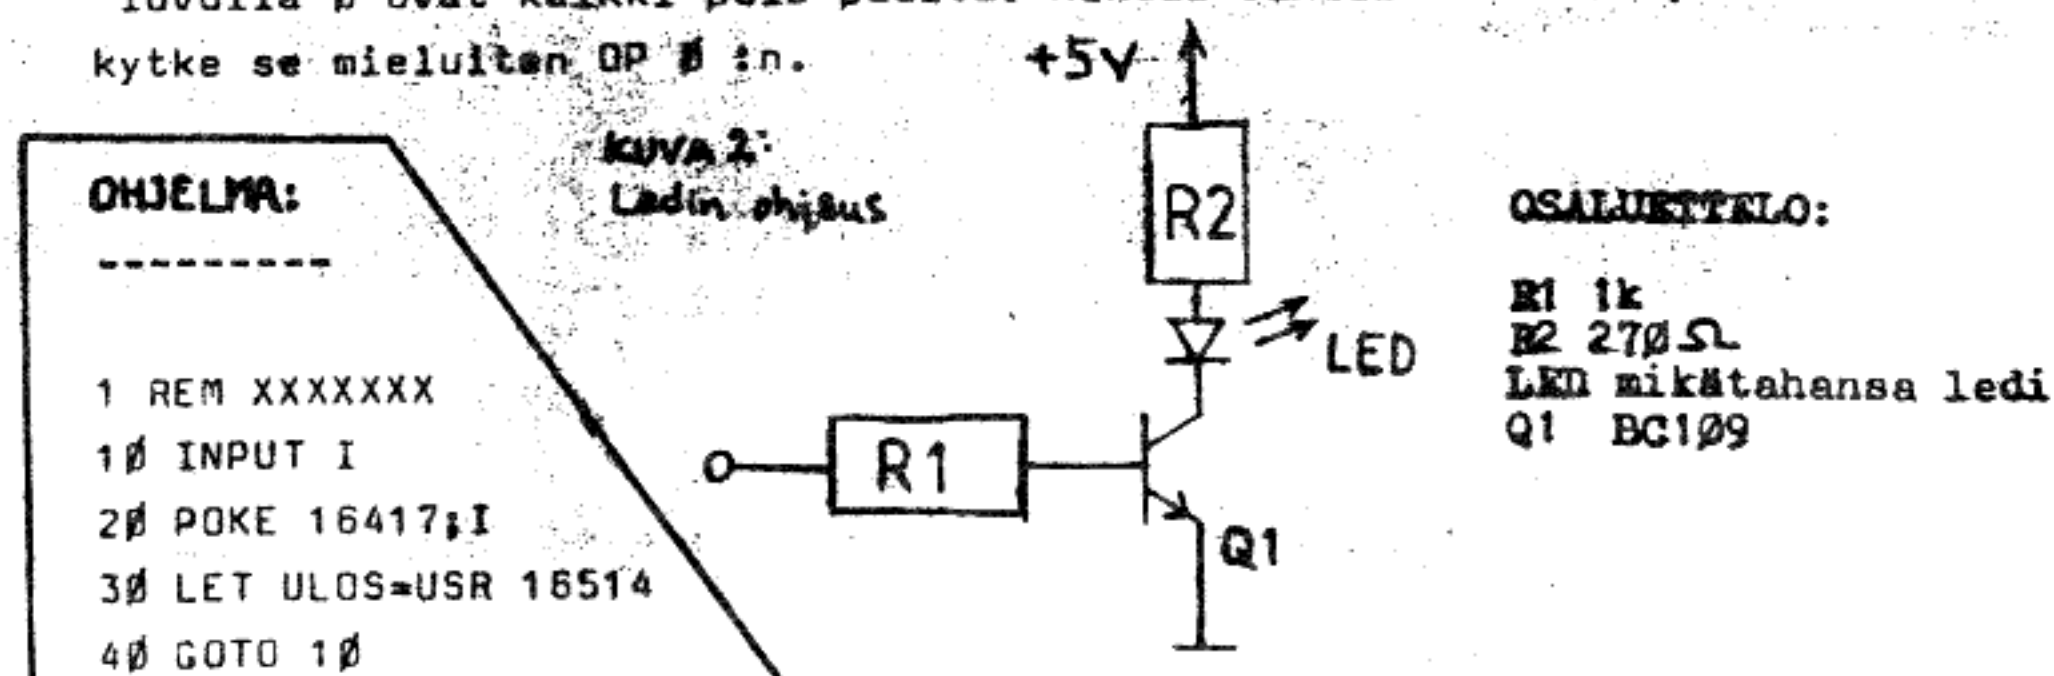 kytke se mieluiten OP Ø :n.
KUVA 2:
Ledin ohjaus
OHJELMA:
---------
1 REM XXXXXXX
1Ø INPUT I
2Ø POKE 16417;I
3Ø LET ULOS=USR 16514
4Ø GOTO 1Ø
+5V
R2
LED
R1
Q1
OSALUETTELO:
R1 1k
R2 27Ø Ω
LED mikätahansa ledi
Q1 BC1Ø9